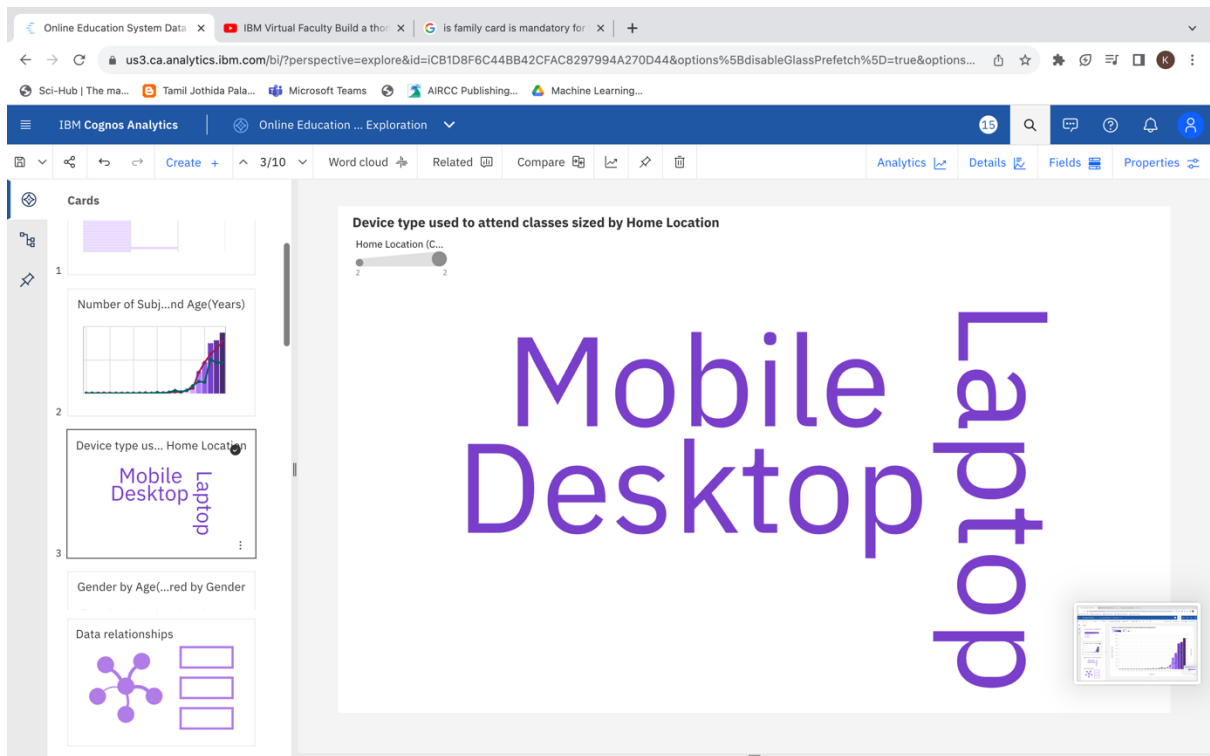 Online Education System Data
IBM Virtual Faculty Build a thor
is family card is mandatory for
us3.ca.analytics.ibm.com/bi/?perspective=explore&id=iCB1D8F6C44BB42CFAC8297994A270D44&options%5BdisableGlassPrefetch%5D=true&options...
K
Sci-Hub | The ma...
Tamil Jothida Pala...
Microsoft Teams
AIRCC Publishing...
Machine Learning...
IBM Cognos Analytics
Online Education ... Exploration
15
Create +
3/10
Word cloud
Related
Compare
Analytics
Details
Fields
Properties
Cards
1
Number of Subj...nd Age(Years)
2
Device type us... Home Location
Mobile
Desktop
Laptop
3
Gender by Age(...red by Gender
Data relationships
Device type used to attend classes sized by Home Location
Home Location (C...
2 2
Mobile
Desktop
Laptop